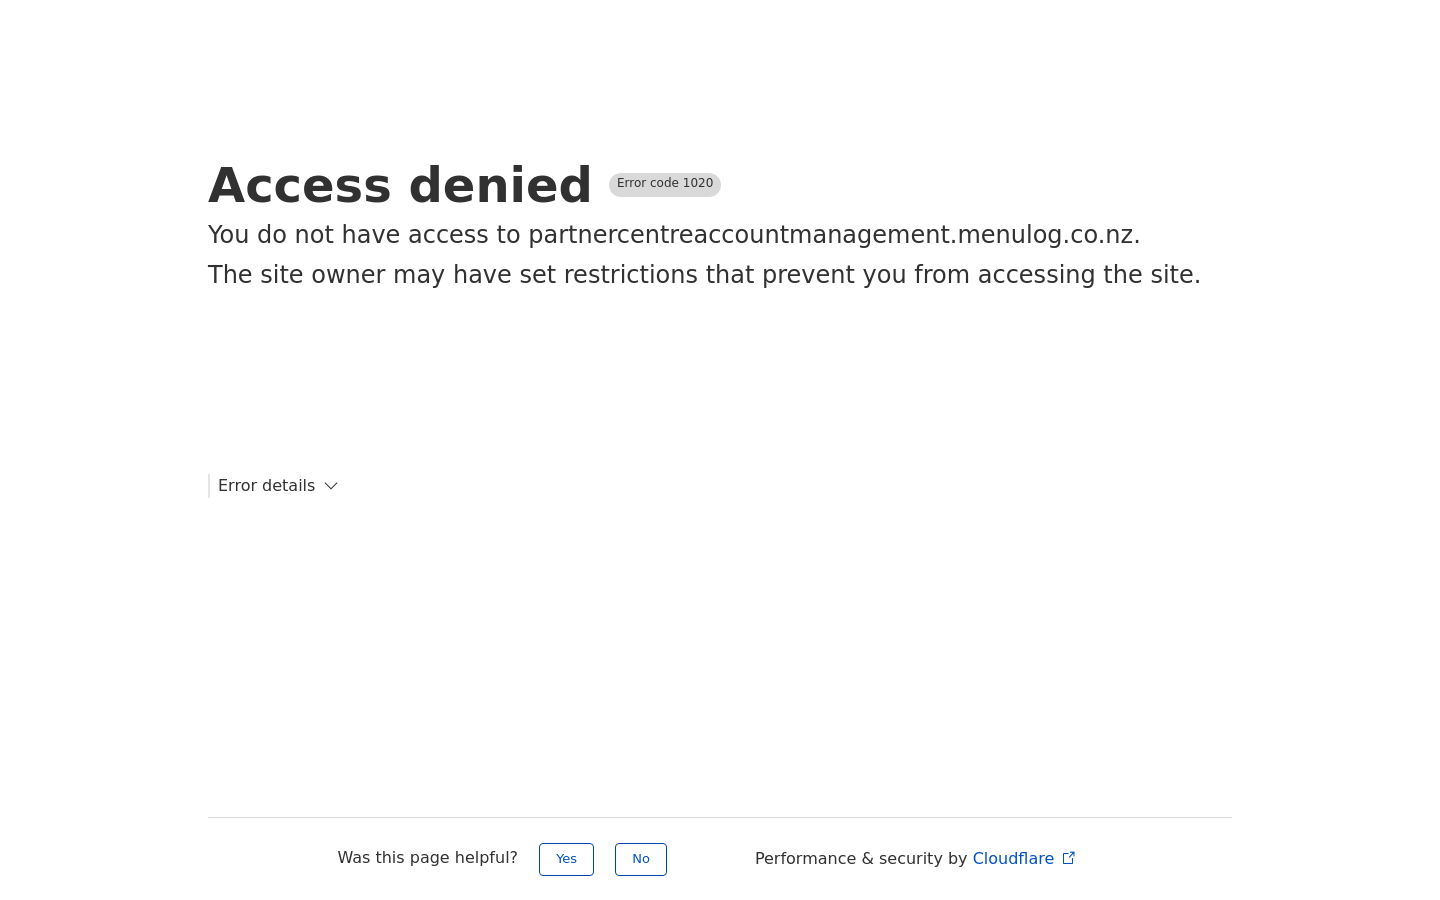 Access denied Error code 1020
You do not have access to partnercentreaccountmanagement.menulog.co.nz.
The site owner may have set restrictions that prevent you from accessing the site.
Error details
Was this page helpful? Yes No
Performance & security by Cloudflare